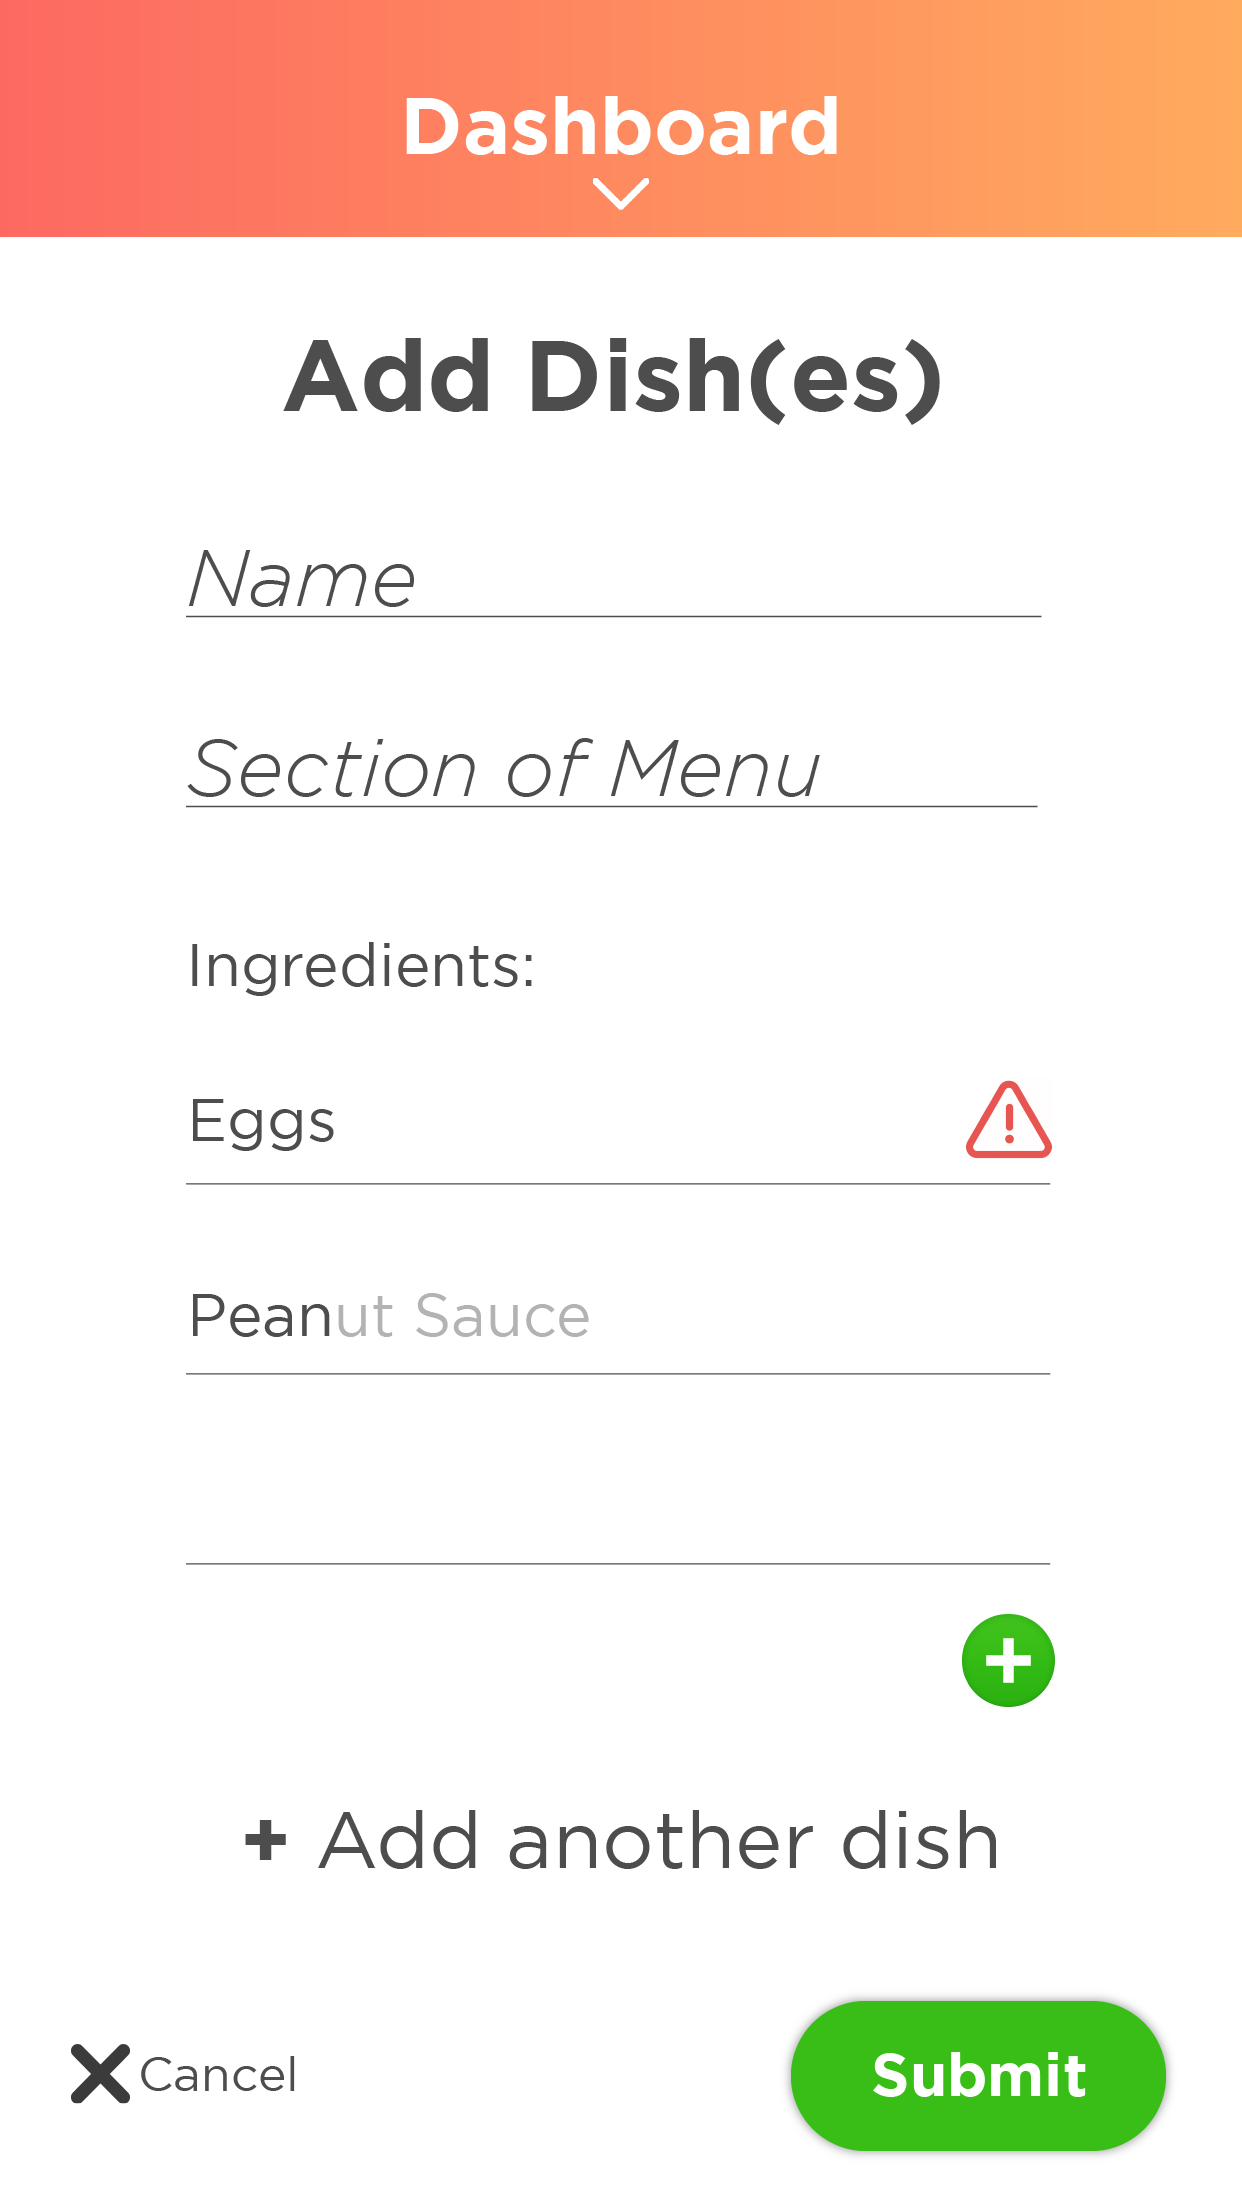 Dashboard
Add Dish(es)
Name
Section of Menu
Ingredients:
Eggs
Peanut Sauce
+ Add another dish
Cancel
Submit